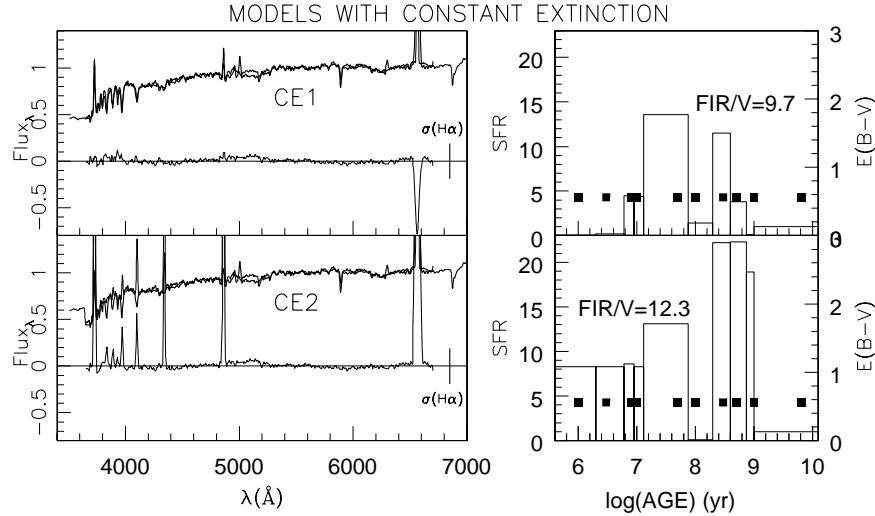 MODELS WITH CONSTANT EXTINCTION
Flux λ
1
0.5
0
−0.5
CE1
σ(Hα)
Flux λ
1
0.5
0
−0.5
CE2
σ(Hα)
4000 5000 6000 7000
λ(Å)
SFR
20
15
10
5
0
FIR/V=9.7
3
2
1
0
E(B−V)
SFR
20
15
10
5
0
FIR/V=12.3
3
2
1
0
E(B−V)
6 7 8 9 10
log(AGE) (yr)